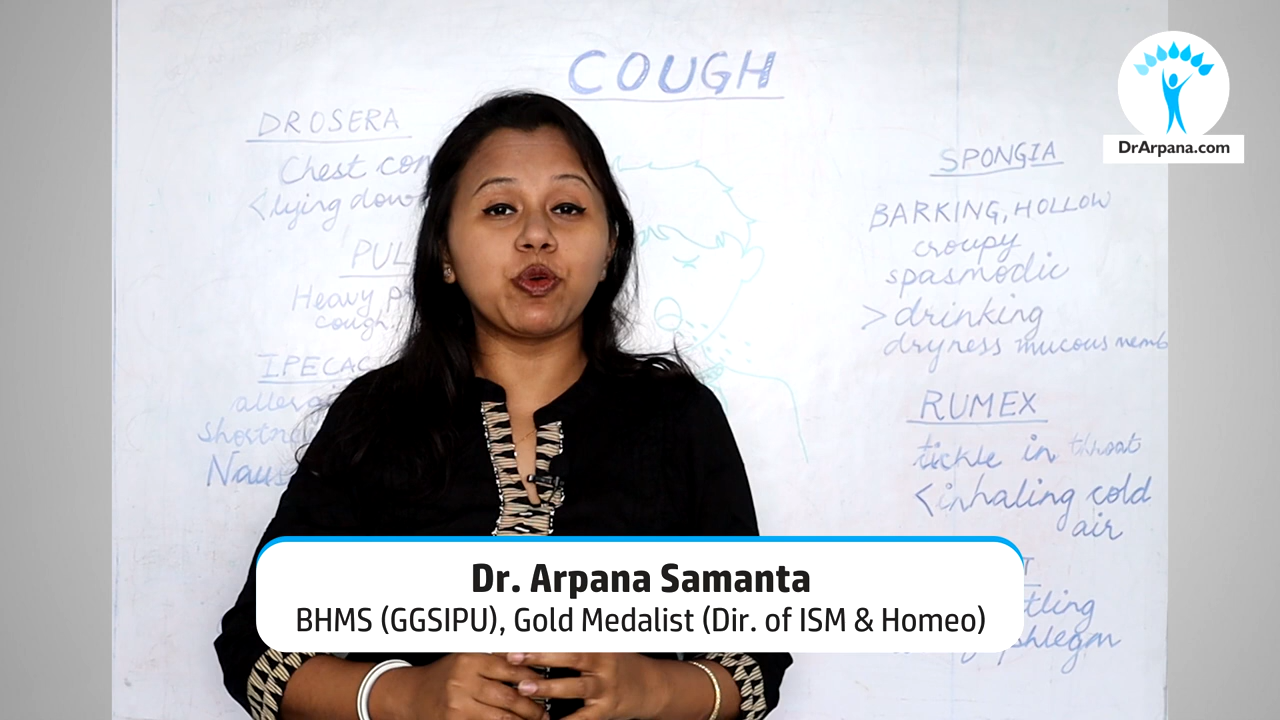 COUGH
DROSERA
Chest con
<lying dow
PUL
Heavy p
cough.
IPECAC
allergi
Shortn
Naus
SPONGIA
BARKING, HOLLOW
croupy
spasmodic
>drinking
dryness mucous memb
RUMEX
tickle in throat
<inhaling cold
air
T
tling
phlegm
DrArpana.com
Dr. Arpana Samanta
BHMS (GGSIPU), Gold Medalist (Dir. of ISM & Homeo)